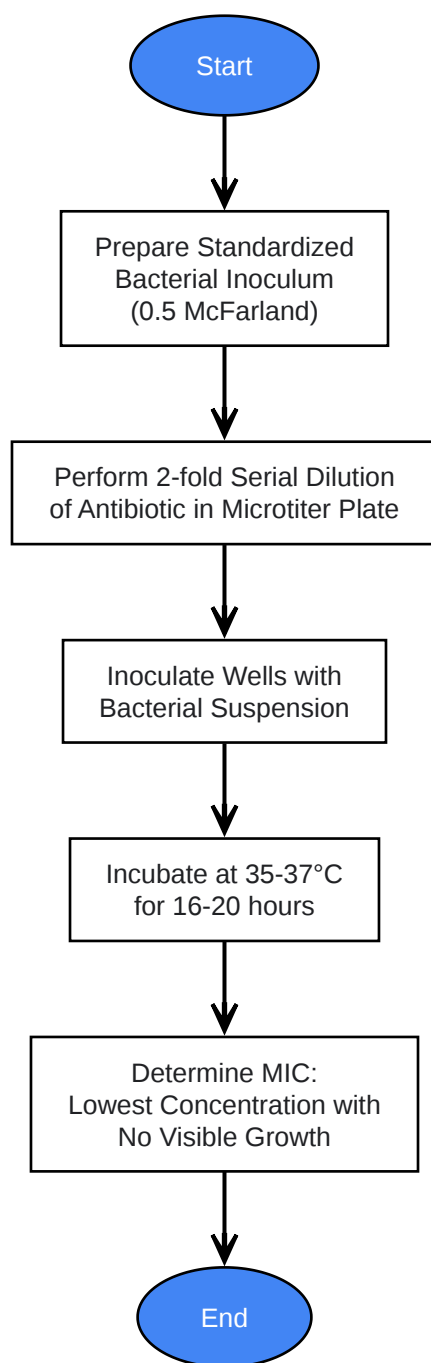 Start
Prepare Standardized
Bacterial Inoculum
(0.5 McFarland)
Perform 2-fold Serial Dilution
of Antibiotic in Microtiter Plate
Inoculate Wells with
Bacterial Suspension
Incubate at 35-37°C
for 16-20 hours
Determine MIC:
Lowest Concentration with
No Visible Growth
End